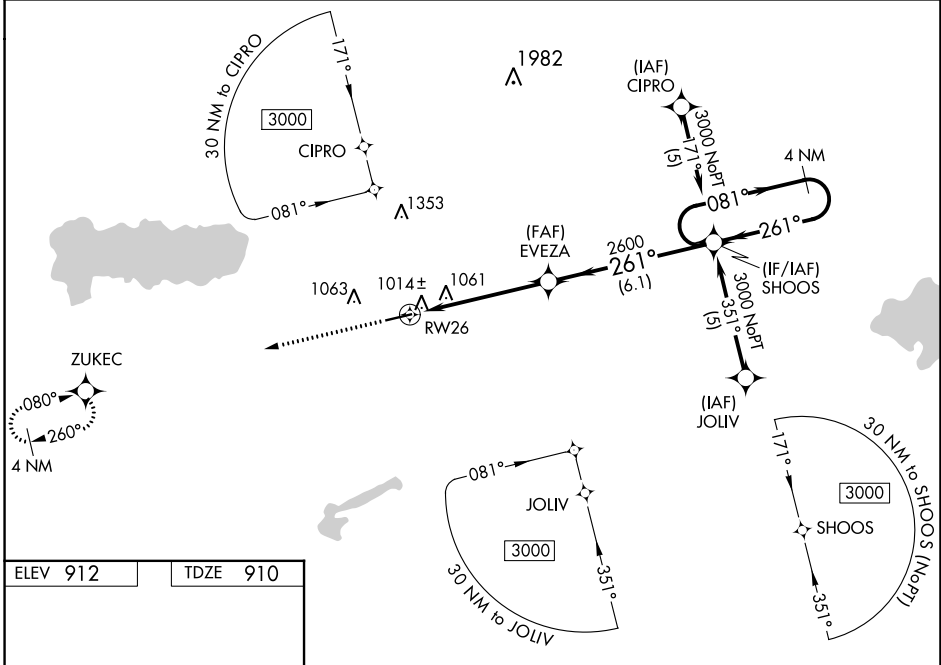 30 NM to CIPRO
171°
3000
CIPRO
081°
1982
1353
(IAF)
CIPRO
3000 NoPT
171°
(5)
4 NM
081°
261°
(FAF)
EVEZA
2600
261°
(6.1)
(IF/IAF)
SHOOS
3000 NoPT
351°
(5)
1063
1014±
1061
RW26
ZUKEC
080°
260°
4 NM
(IAF)
JOLIV
081°
JOLIV
3000
351°
30 NM to JOLIV
171°
30 NM to SHOOS (NoPT)
3000
SHOOS
351°
ELEV 912
TDZE 910